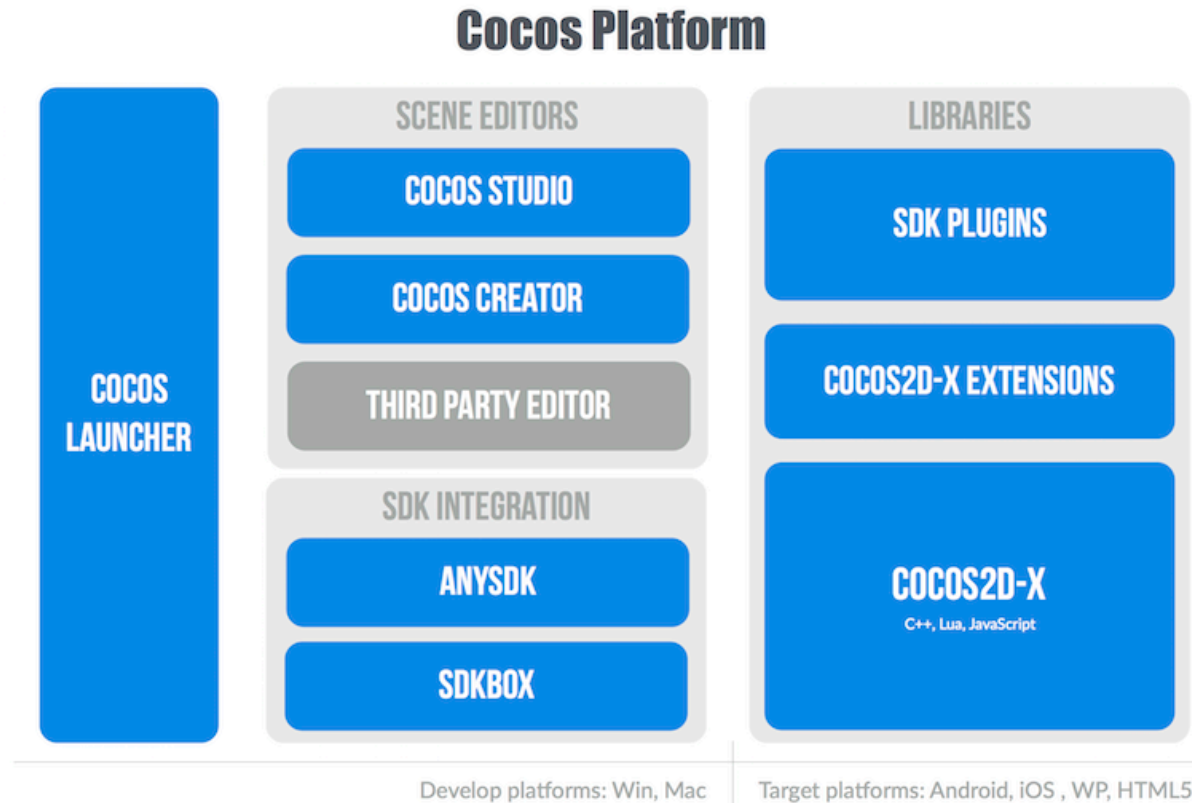 Cocos Platform
COCOS
LAUNCHER
SCENE EDITORS
COCOS STUDIO
COCOS CREATOR
THIRD PARTY EDITOR
SDK INTEGRATION
ANYSDK
SDKBOX
LIBRARIES
SDK PLUGINS
COCOS2D-X EXTENSIONS
COCOS2D-X
C++, Lua, JavaScript
Develop platforms: Win, Mac
Target platforms: Android, iOS , WP, HTML5